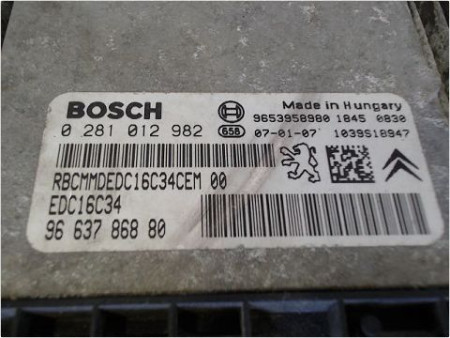 BOSCH
Made in Hungary
9653958980 1845 0830
0 281 012 982
658 07-01-07 1039S18947
RBCMMDEDC16C34CEM 00
EDC16C34
96 637 868 80